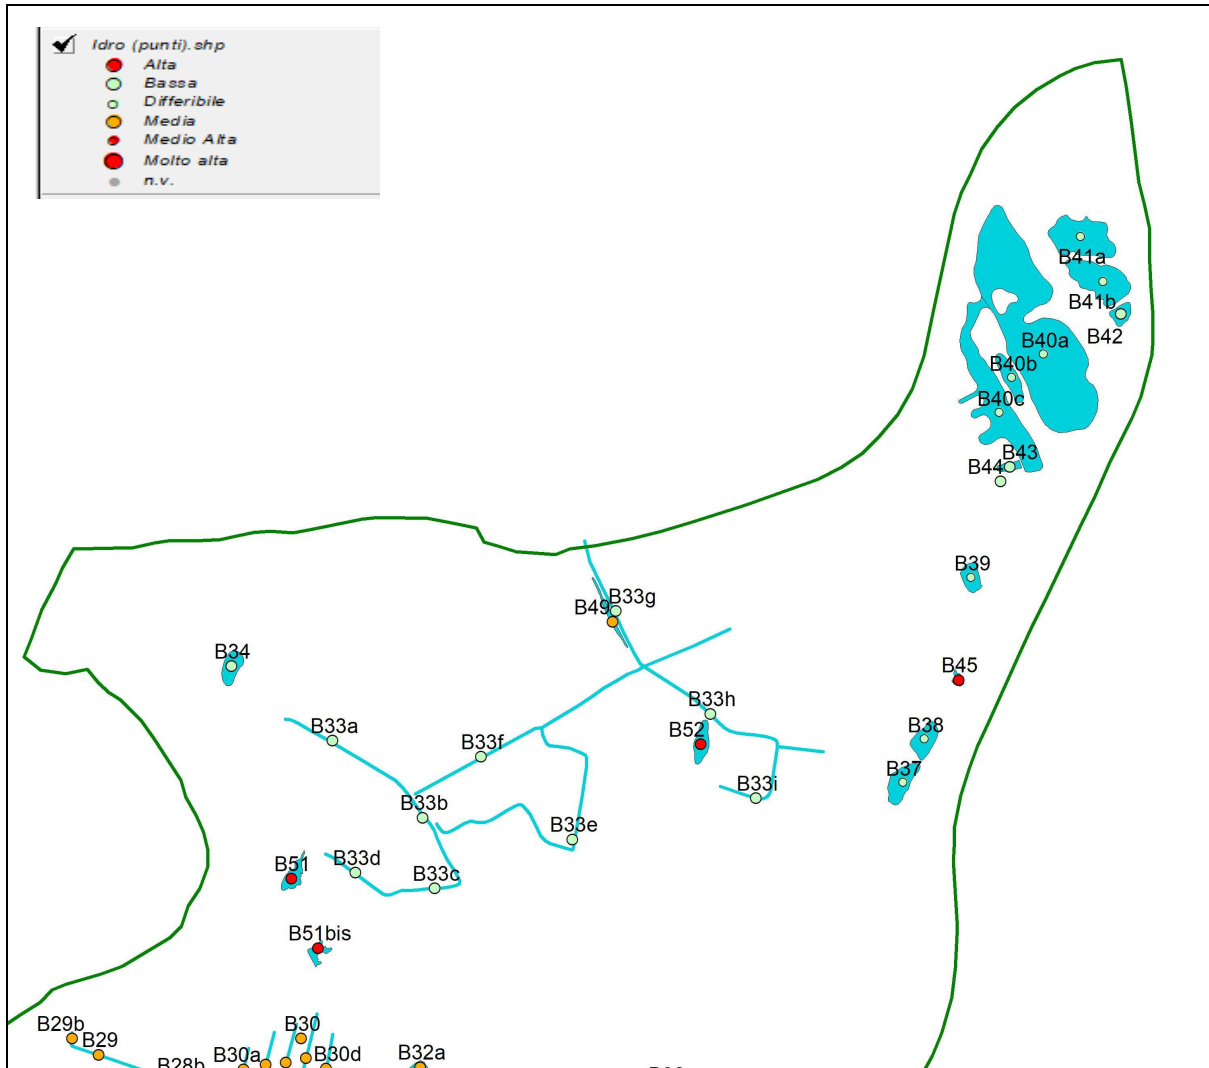 Idro (punti).shp
Alta
Bassa
Differibile
Media
Medio Alta
Molto alta
n.v.
B41a
B41b
B42
B40a
B40b
B40c
B43
B44
B39
B33g
B49
B34
B45
B33h
B38
B33a
B52
B33f
B37
B33i
B33b
B33e
B33d
B51
B33c
B51bis
B29b
B30
B29
B30a
B30d
B32a
B28b